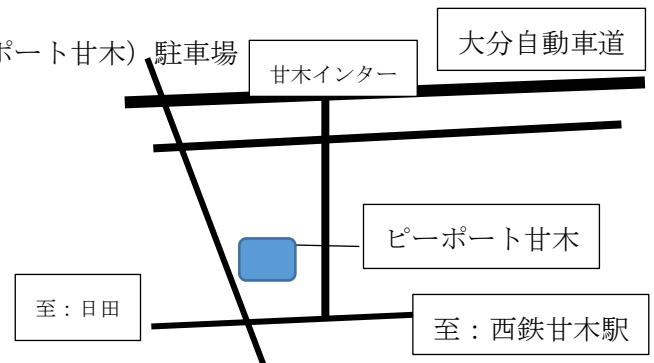 ポート甘木）駐車場
大分自動車道
甘木インター
ピーポート甘木
至：日田
至：西鉄甘木駅